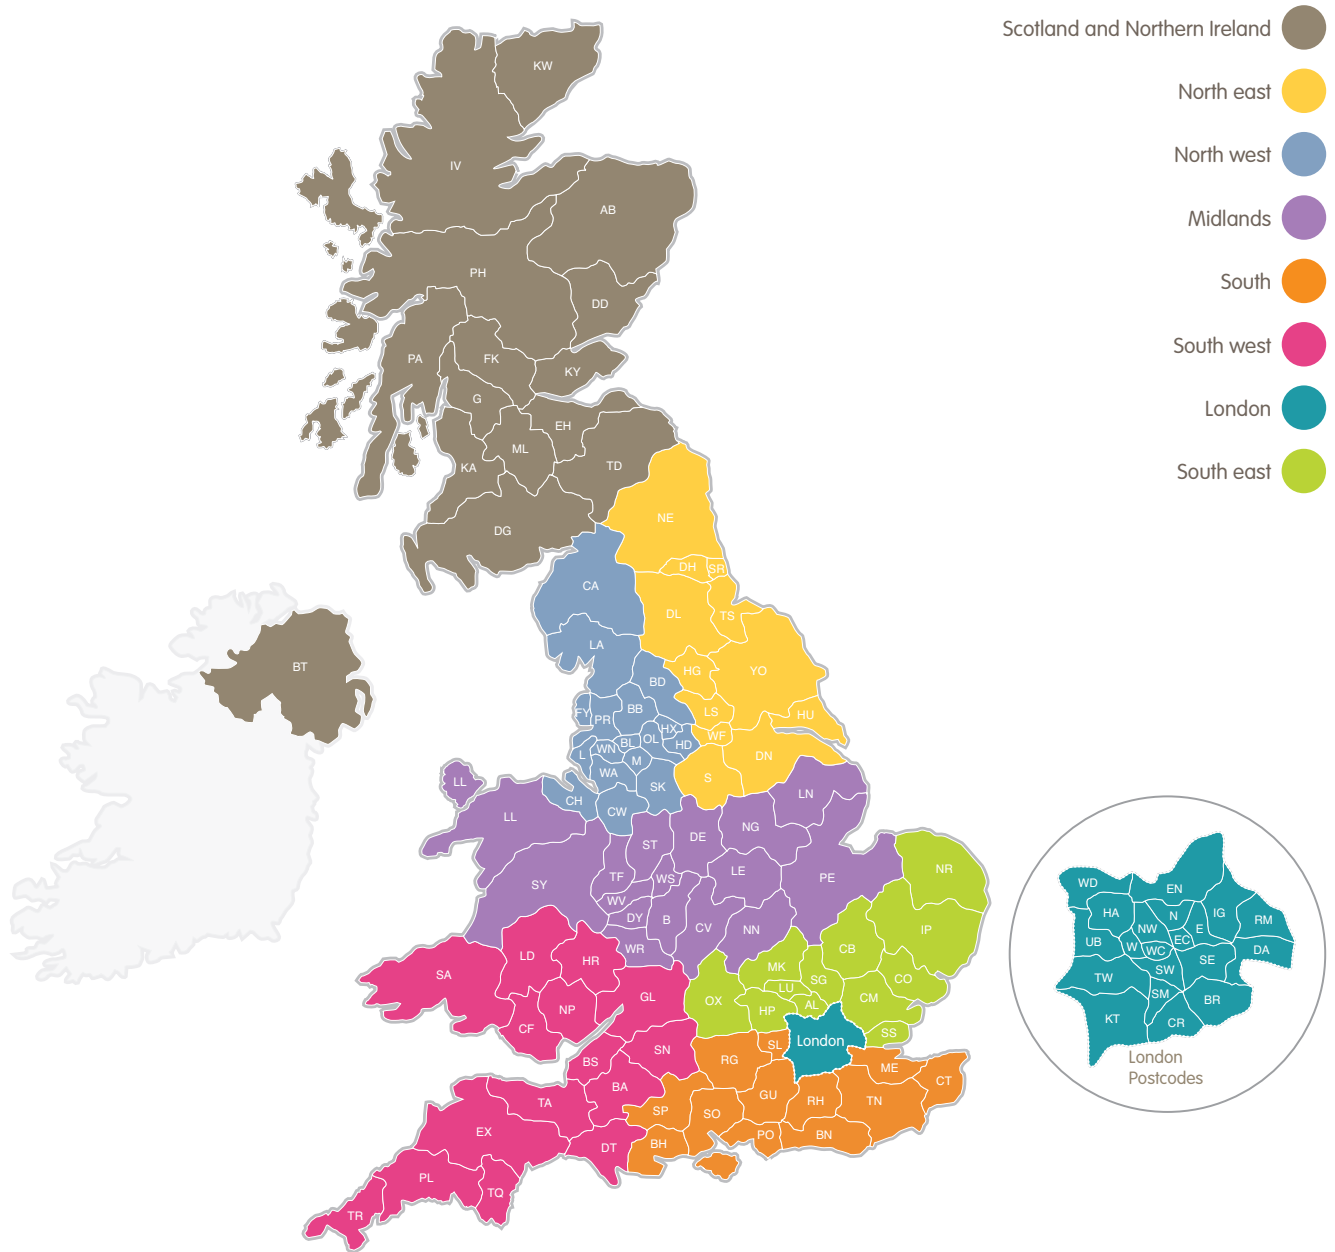 Scotland and Northern Ireland
North east
North west
Midlands
South
South west
London
South east
KW
IV
AB
PH
DD
PA
FK
KY
G
EH
ML
KA
TD
DG
NE
DH
SR
CA
DL
TS
LA
BT
HG
YO
BD
FY
PR
BB
LS
HU
HX
WF
L
WN
BL
OL
HD
DN
M
WA
S
LL
SK
LN
CH
CW
LL
ST
DE
NG
NR
TF
WS
LE
PE
SY
WV
DY
B
CV
NN
IP
WR
CB
SA
LD
HR
MK
SG
CO
LU
GL
OX
HP
AL
CM
NP
CF
SS
London
SN
RG
SL
BS
ME
BA
CT
GU
RH
TN
TA
SP
SO
EX
PO
BN
BH
DT
PL
TQ
TR
WD
EN
HA
N
IG
RM
NW
E
UB
W
WC
EC
DA
SE
TW
SW
SM
BR
KT
CR
London
Postcodes